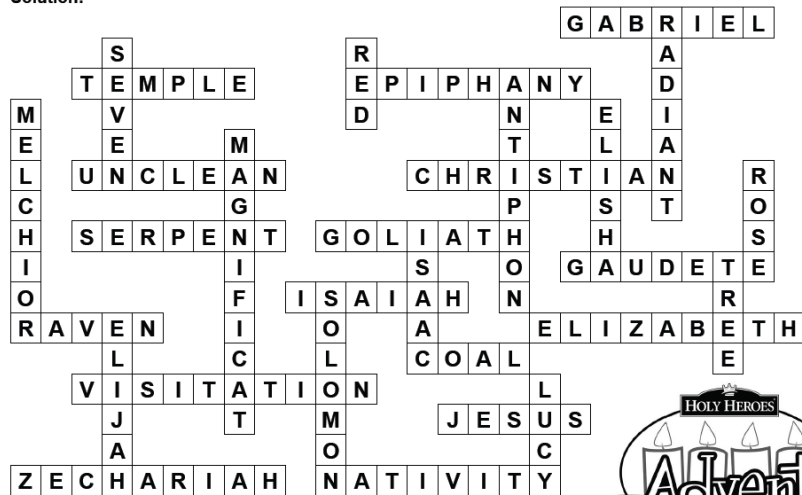 Solution:
GABRIEL
S R A
TEMPLE EPIPHANY D
M V D N E I
E E M T L A
L UNCLEAN CHRISTIAN R
C G P S T O
H SERPENT GOLIATH H S
I I S O GAUDETE
O F ISAIAH N R
RAVEN I O A ELIZABETH
L C L COAL E
VISITATION L
J T M JESUS
A O C
ZECHARIAH NATIVITY
HOLY HEROES
Advent